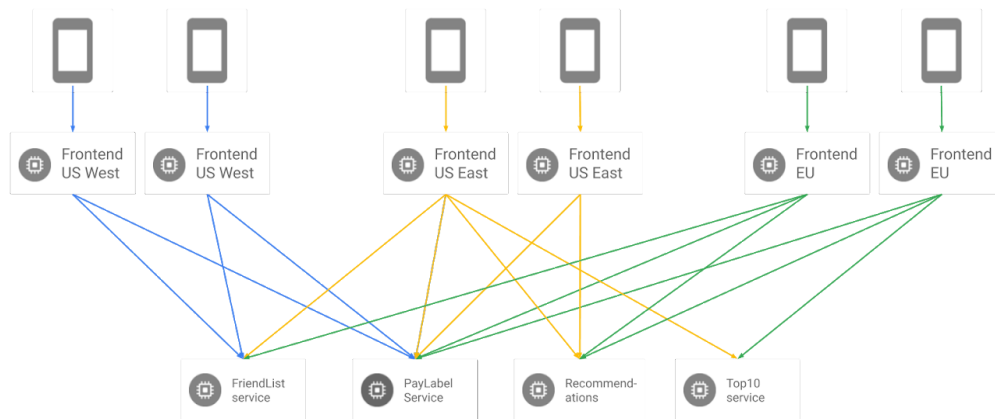 Frontend
US West
Frontend
US West
Frontend
US East
Frontend
US East
Frontend
EU
Frontend
EU
FriendList
service
PayLabel
Service
Recommend-
ations
Top10
service